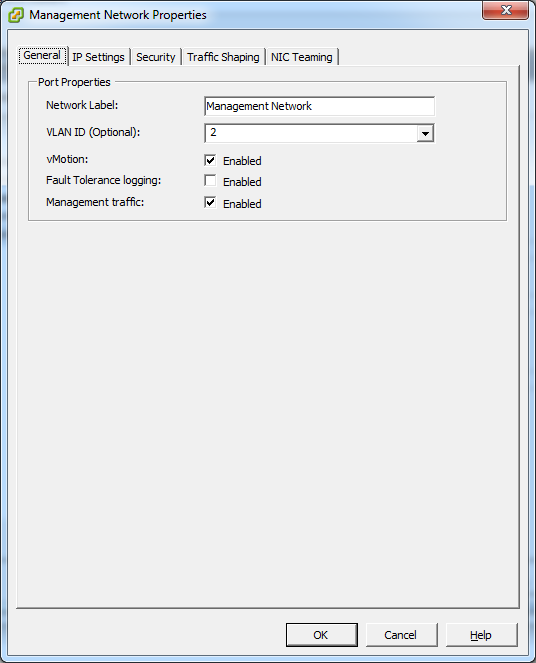 Management Network Properties
General IP Settings Security Traffic Shaping NIC Teaming
Port Properties
Network Label: Management Network
VLAN ID (Optional): 2
vMotion: Enabled
Fault Tolerance logging: Enabled
Management traffic: Enabled
OK Cancel Help